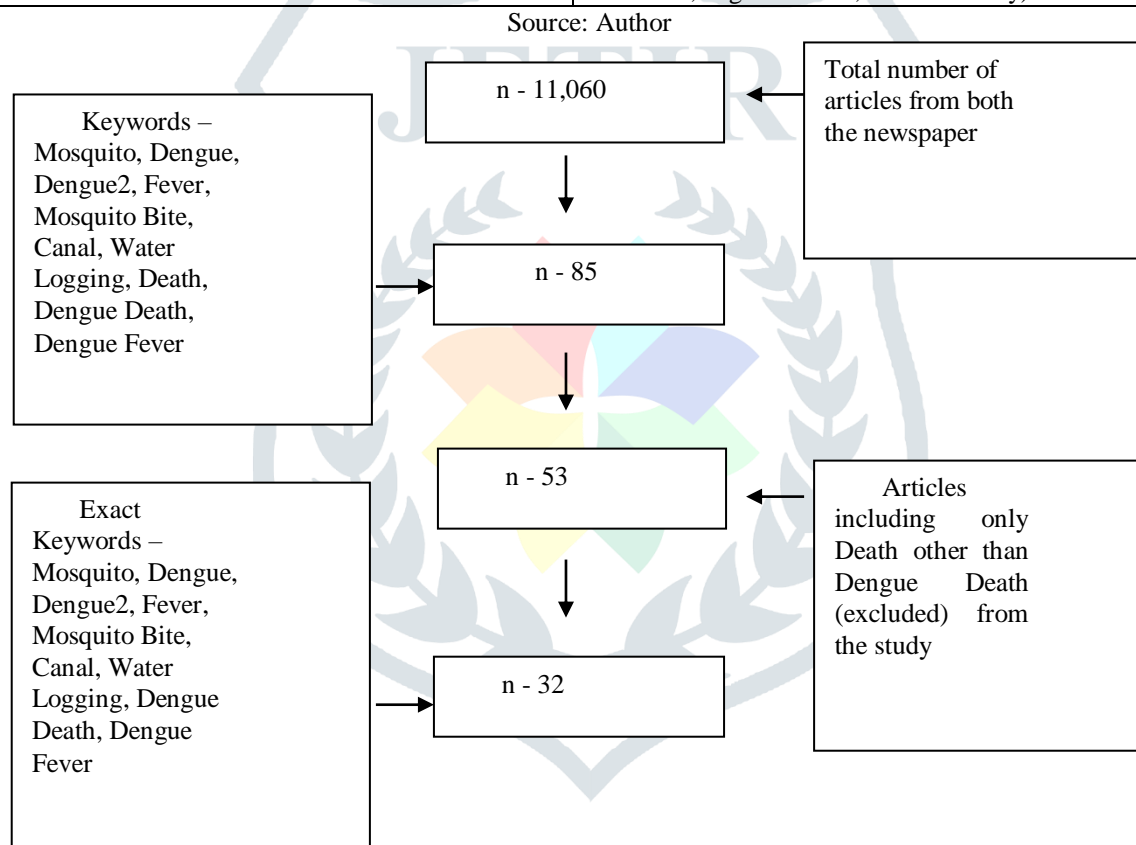 Source: Author
JETIR
n - 11,060
Total number of
articles from both
the newspaper
Keywords –
Mosquito, Dengue,
Dengue2, Fever,
Mosquito Bite,
Canal, Water
Logging, Death,
Dengue Death,
Dengue Fever
n - 85
n - 53
Articles
including only
Death other than
Dengue Death
(excluded) from
the study
Exact
Keywords –
Mosquito, Dengue,
Dengue2, Fever,
Mosquito Bite,
Canal, Water
Logging, Dengue
Death, Dengue
Fever
n - 32